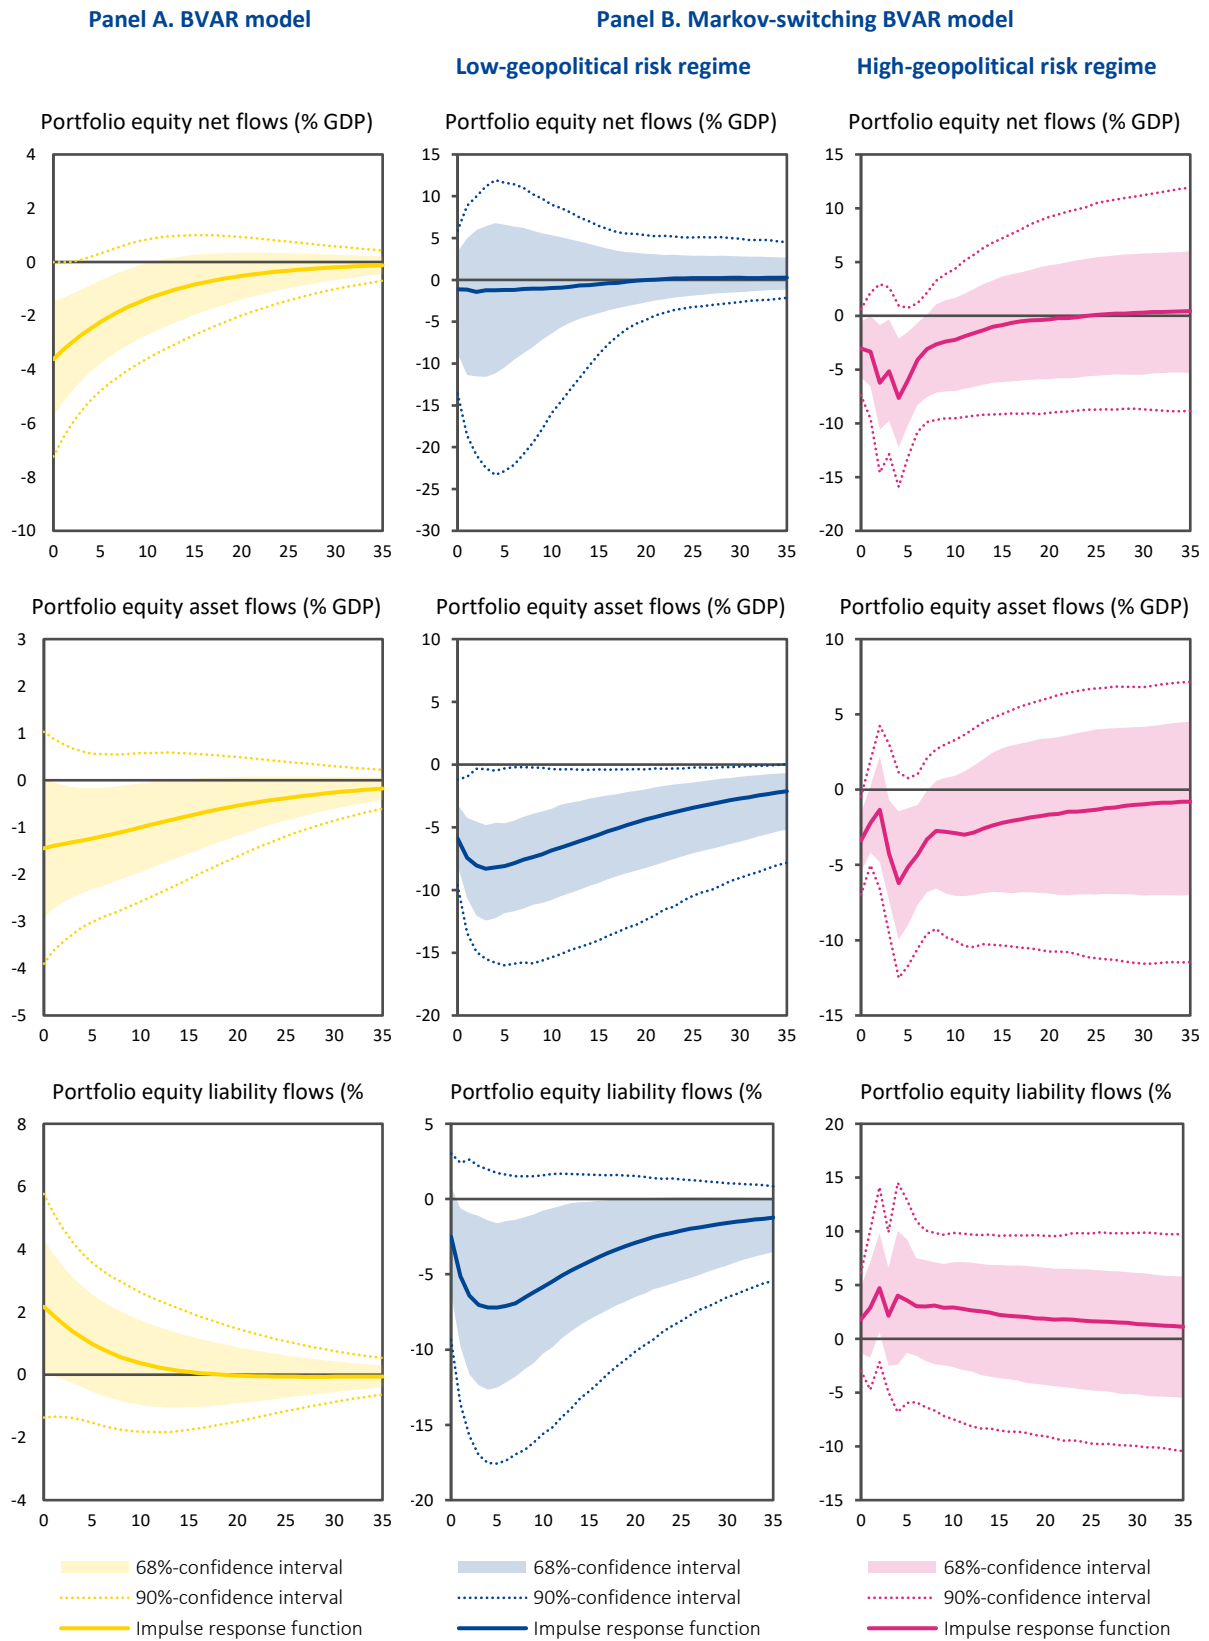 Panel A. BVAR model
Panel B. Markov-switching BVAR model
Low-geopolitical risk regime
High-geopolitical risk regime
Portfolio equity net flows (% GDP)
4
2
0
-2
-4
-6
-8
-10
0 5 10 15 20 25 30 35
Portfolio equity net flows (% GDP)
15
10
5
0
-5
-10
-15
-20
-25
-30
0 5 10 15 20 25 30 35
Portfolio equity net flows (% GDP)
15
10
5
0
-5
-10
-15
-20
0 5 10 15 20 25 30 35
Portfolio equity asset flows (% GDP)
3
2
1
0
-1
-2
-3
-4
-5
0 5 10 15 20 25 30 35
Portfolio equity asset flows (% GDP)
10
5
0
-5
-10
-15
-20
0 5 10 15 20 25 30 35
Portfolio equity asset flows (% GDP)
10
5
0
-5
-10
-15
0 5 10 15 20 25 30 35
Portfolio equity liability flows (%
8
6
4
2
0
-2
-4
0 5 10 15 20 25 30 35
Portfolio equity liability flows (%
5
0
-5
-10
-15
-20
0 5 10 15 20 25 30 35
Portfolio equity liability flows (%
20
15
10
5
0
-5
-10
-15
0 5 10 15 20 25 30 35
68%-confidence interval
90%-confidence interval
Impulse response function
68%-confidence interval
90%-confidence interval
Impulse response function
68%-confidence interval
90%-confidence interval
Impulse response function